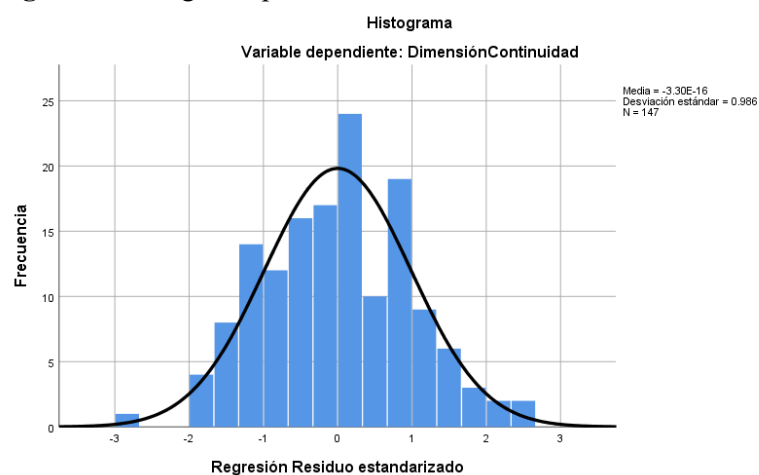 Histograma
Variable dependiente: DimensiónContinuidad
Media = -3.30E-16
Desviación estándar = 0.986
N = 147
Frecuencia
25
20
15
10
5
0
-3 -2 -1 0 1 2 3
Regresión Residuo estandarizado